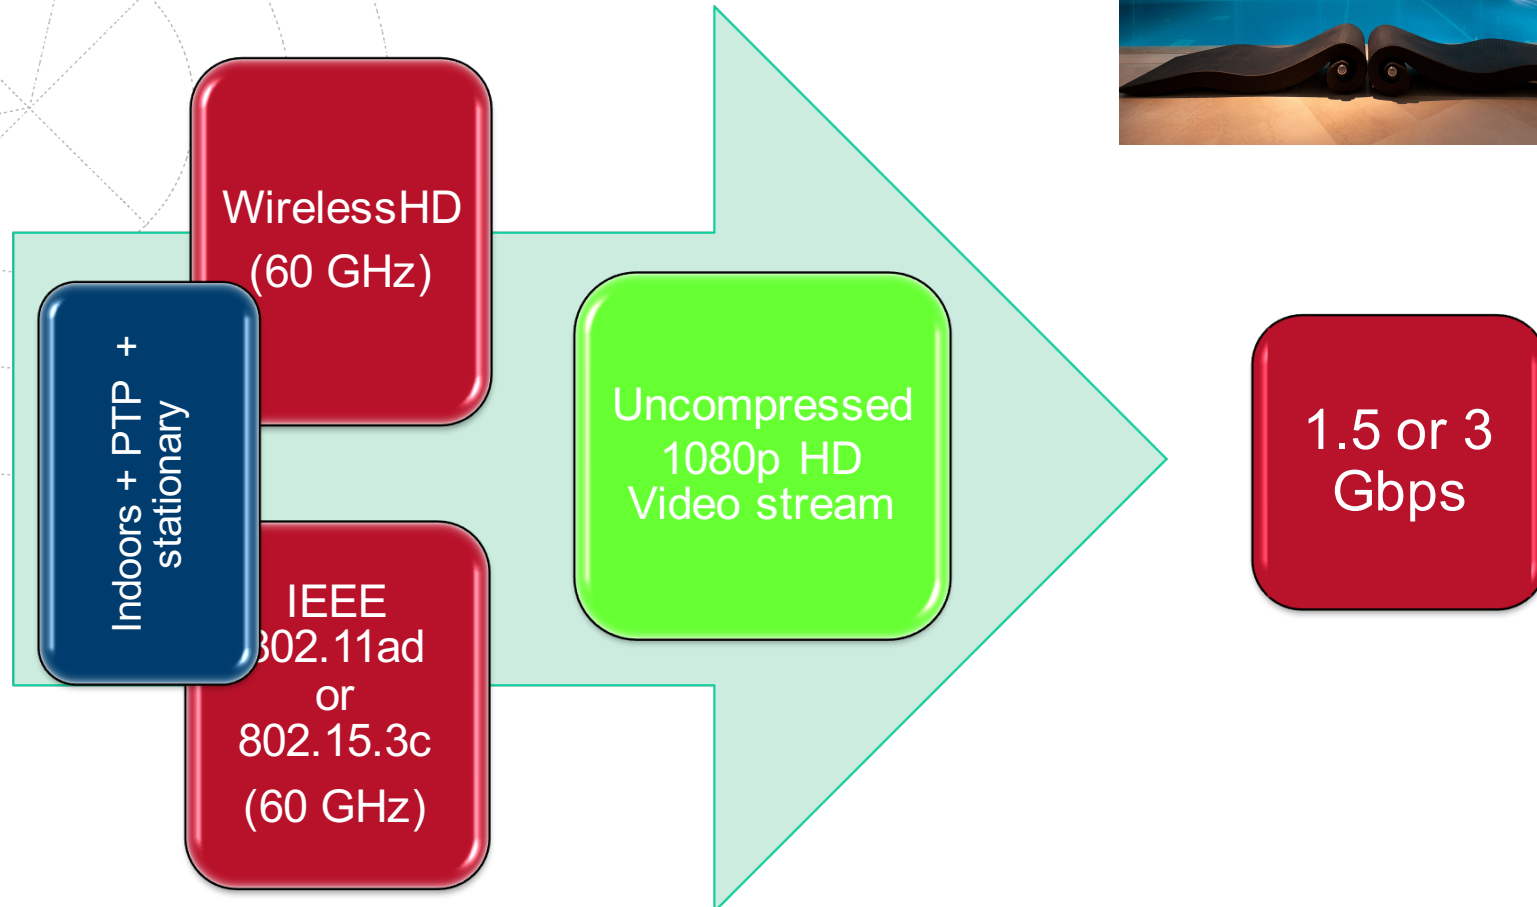 WirelessHD
(60 GHz)
Indoors + PTP +
stationary
IEEE
802.11ad
or
802.15.3c
(60 GHz)
Uncompressed
1080p HD
Video stream
1.5 or 3
Gbps